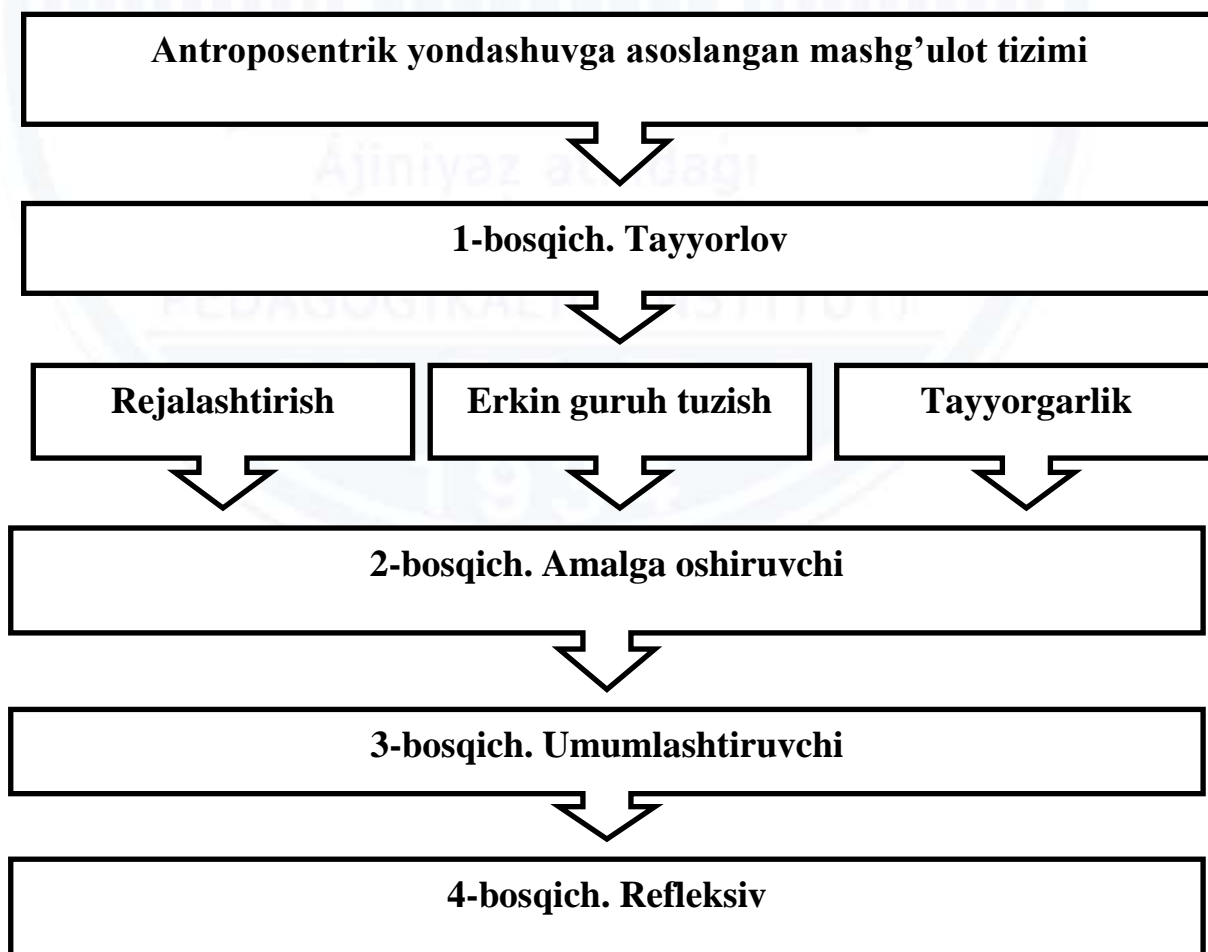 Antroposentrik yondashuvga asoslangan mashg’ulot tizimi
Ájiniyaz
1-bosqich. Tayyorlov
Rejalashtirish
Erkin guruh tuzish
Tayyorgarlik
2-bosqich. Amalga oshiruvchi
3-bosqich. Umumlashtiruvchi
4-bosqich. Refleksiv